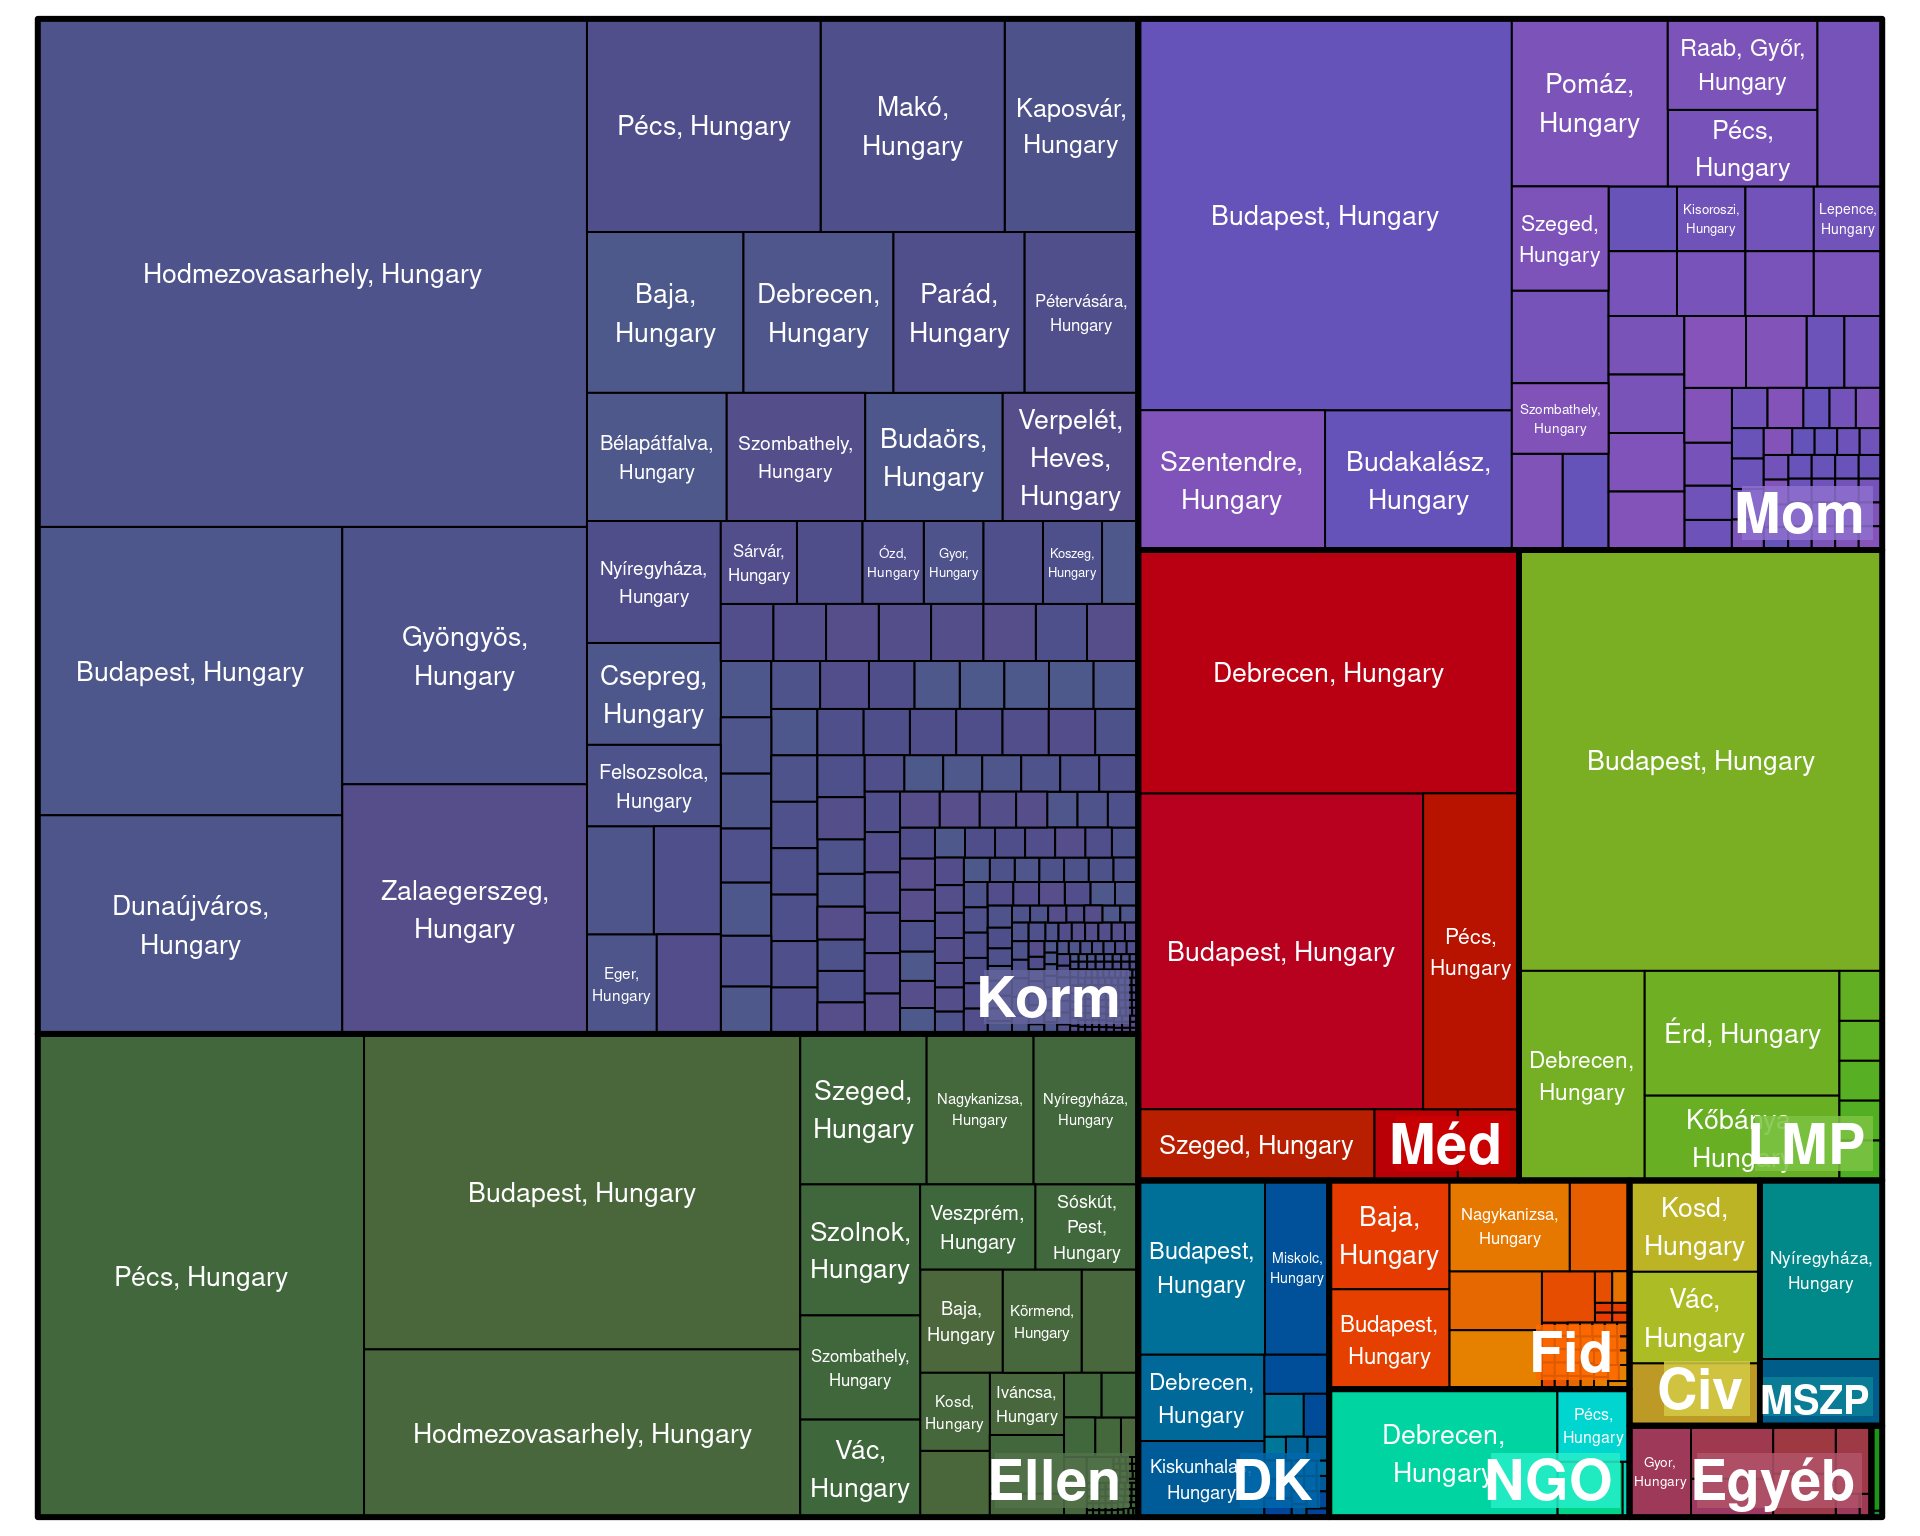 Hodmezovasarhely, Hungary
Budapest, Hungary
Gyöngyös,
Hungary
Dunaújváros,
Hungary
Zalaegerszeg,
Hungary
Pécs, Hungary
Makó,
Hungary
Kaposvár,
Hungary
Baja,
Hungary
Debrecen,
Hungary
Parád,
Hungary
Pétervására,
Hungary
Bélapátfalva,
Hungary
Szombathely,
Hungary
Budaörs,
Hungary
Verpelét,
Heves,
Hungary
Nyíregyháza,
Hungary
Sárvár,
Hungary
Ózd,
Hungary
Gyor,
Hungary
Koszeg,
Hungary
Csepreg,
Hungary
Felsozsolca,
Hungary
Eger,
Hungary
Korm
Pécs, Hungary
Budapest, Hungary
Hodmezovasarhely, Hungary
Szeged,
Hungary
Nagykanizsa,
Hungary
Nyíregyháza,
Hungary
Szolnok,
Hungary
Veszprém,
Hungary
Sóskút,
Pest,
Hungary
Szombathely,
Hungary
Baja,
Hungary
Körmend,
Hungary
Vác,
Hungary
Kosd,
Hungary
Iváncsa,
Hungary
Ellen
Budapest, Hungary
Szentendre,
Hungary
Budakalász,
Hungary
Pomáz,
Hungary
Raab, Győr,
Hungary
Pécs,
Hungary
Szeged,
Hungary
Kisoroszi,
Hungary
Lepence,
Hungary
Szombathely,
Hungary
Mom
Debrecen, Hungary
Budapest, Hungary
Pécs,
Hungary
Szeged, Hungary
Méd
Budapest, Hungary
Debrecen,
Hungary
Érd, Hungary
Kőbánya
Hungary
LMP
Budapest,
Hungary
Miskolc,
Hungary
Debrecen,
Hungary
Kiskunhalas,
Hungary
DK
Baja,
Hungary
Nagykanizsa,
Hungary
Budapest,
Hungary
Fid
Debrecen,
Hungary
Pécs,
Hungary
NGO
Kosd,
Hungary
Vác,
Hungary
Civ
Nyíregyháza,
Hungary
MSZP
Gyor,
Hungary
Egyéb